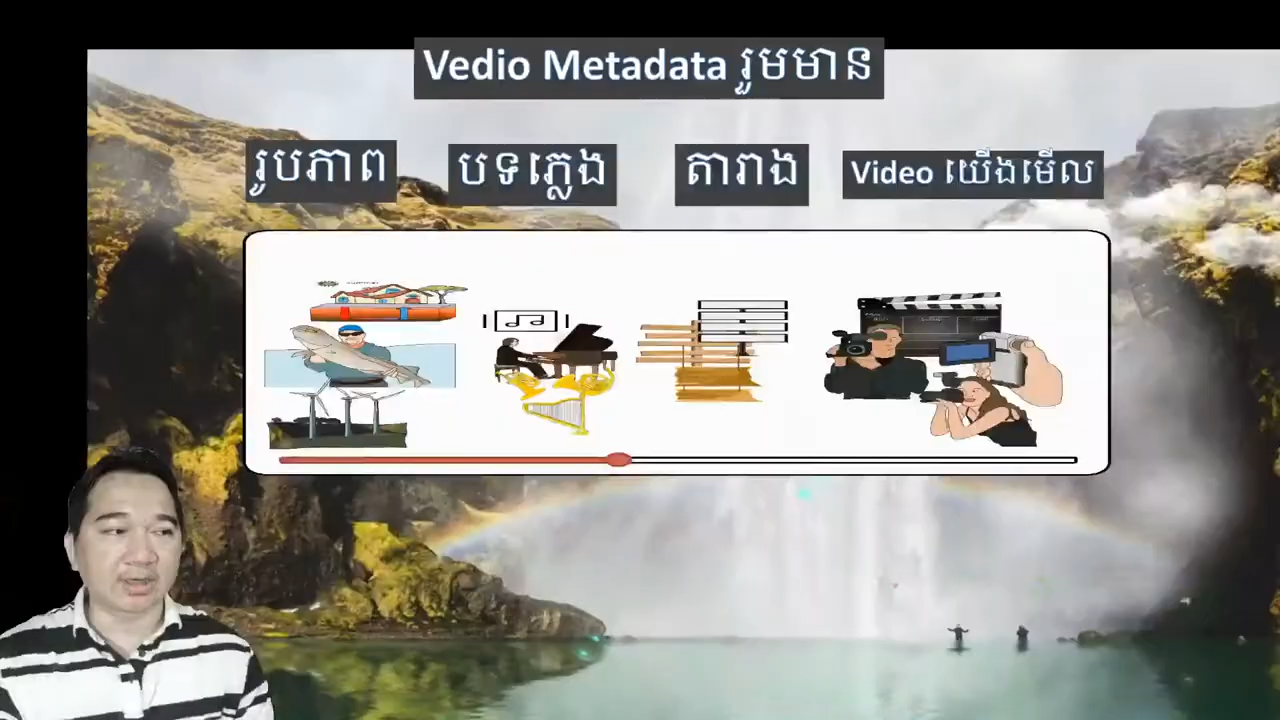 Vedio Metadata រួមមាន
រូបភាព
បទភ្លេង
តារាង
Video យើងមើល